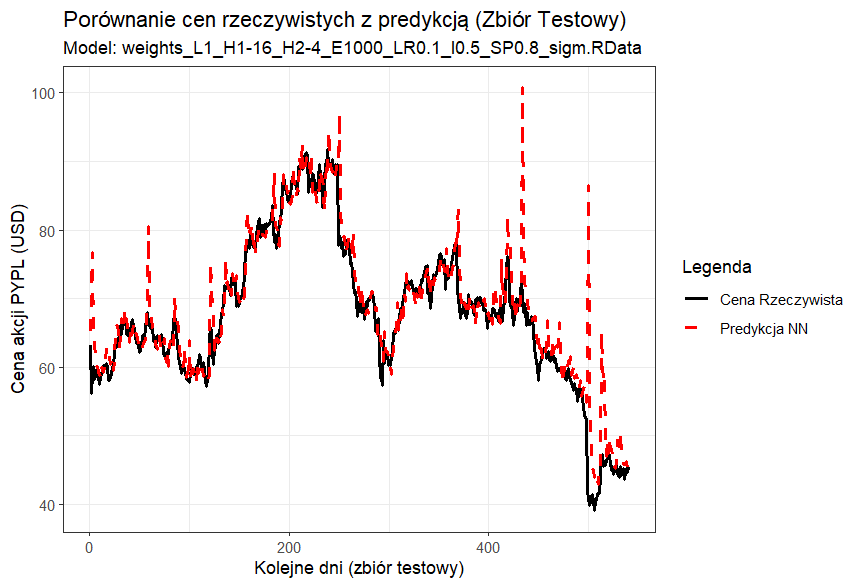 Porównanie cen rzeczywistych z predykcją (Zbiór Testowy)
Model: weights_L1_H1-16_H2-4_E1000_LR0.1_I0.5_SP0.8_sigm.RData
100
80
60
40
Cena akcji PYPL (USD)
0
200
400
Kolejne dni (zbiór testowy)
Legenda
Cena Rzeczywista
Predykcja NN